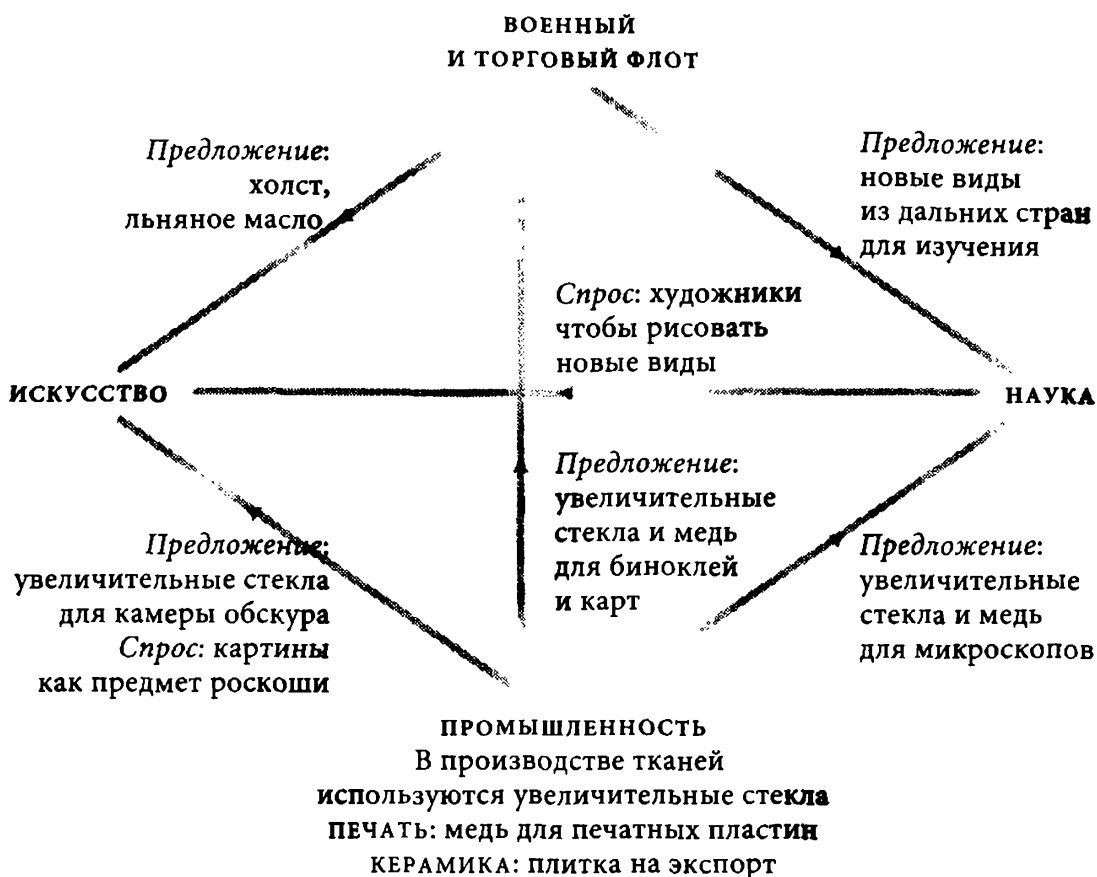 ВОЕННЫЙ
И ТОРГОВЫЙ ФЛОТ
Предложение:
холст,
льняное масло
Предложение:
новые виды
из дальних стран
для изучения
Спрос: художники
чтобы рисовать
новые виды
ИСКУССТВО
НАУКА
Предложение:
увеличительные
стекла и медь
для биноклей
и карт
Предложение:
увеличительные стекла
для камеры обскура
Спрос: картины
как предмет роскоши
Предложение:
увеличительные
стекла и медь
для микроскопов
ПРОМЫШЛЕННОСТЬ
В производстве тканей
используются увеличительные стекла
ПЕЧАТЬ: медь для печатных пластин
КЕРАМИКА: плитка на экспорт